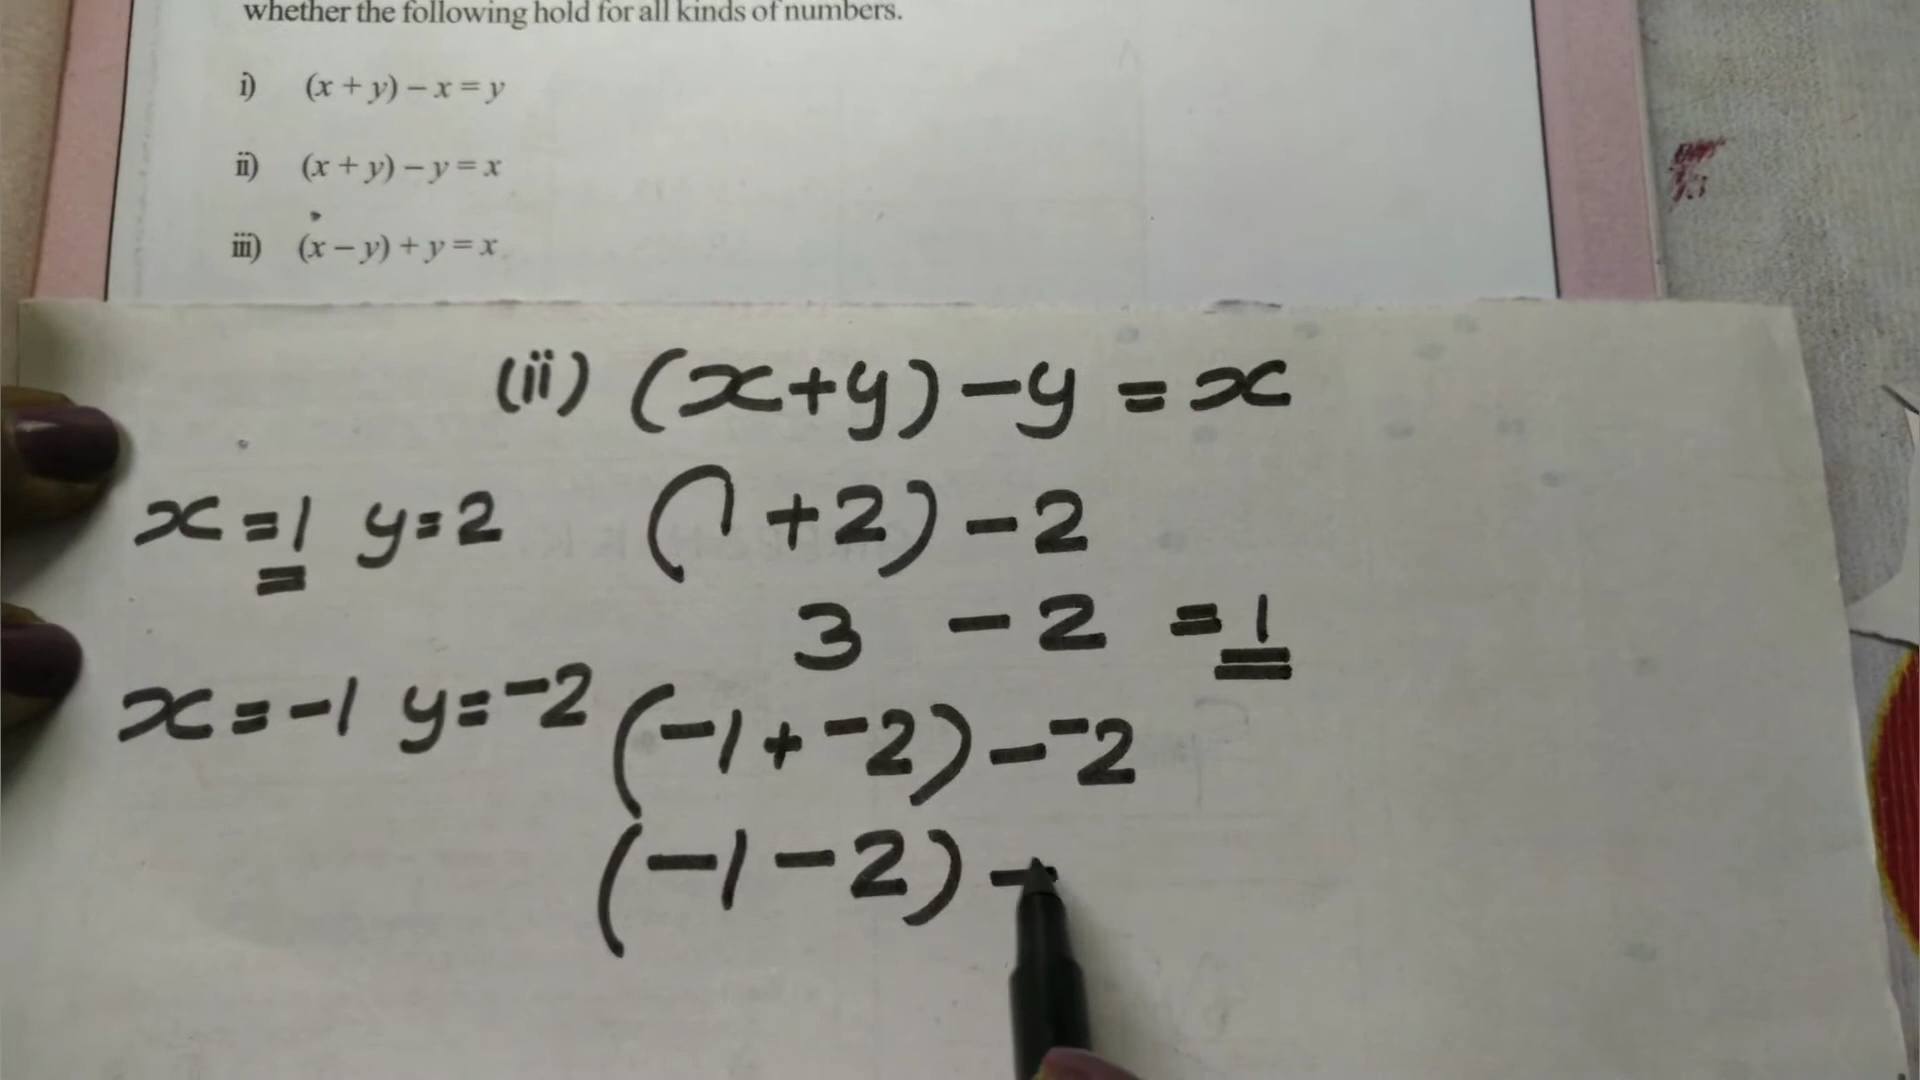 whether the following hold for all kinds of numbers.
i) (x + y) – x = y
ii) (x + y) – y = x
iii) (x – y) + y = x
(ii) (x+y) – y = x
x = 1 y = 2 (1 + 2) – 2
3 – 2 = 1
x = -1 y = -2 (-1 + -2) – -2
(-1 – 2) –